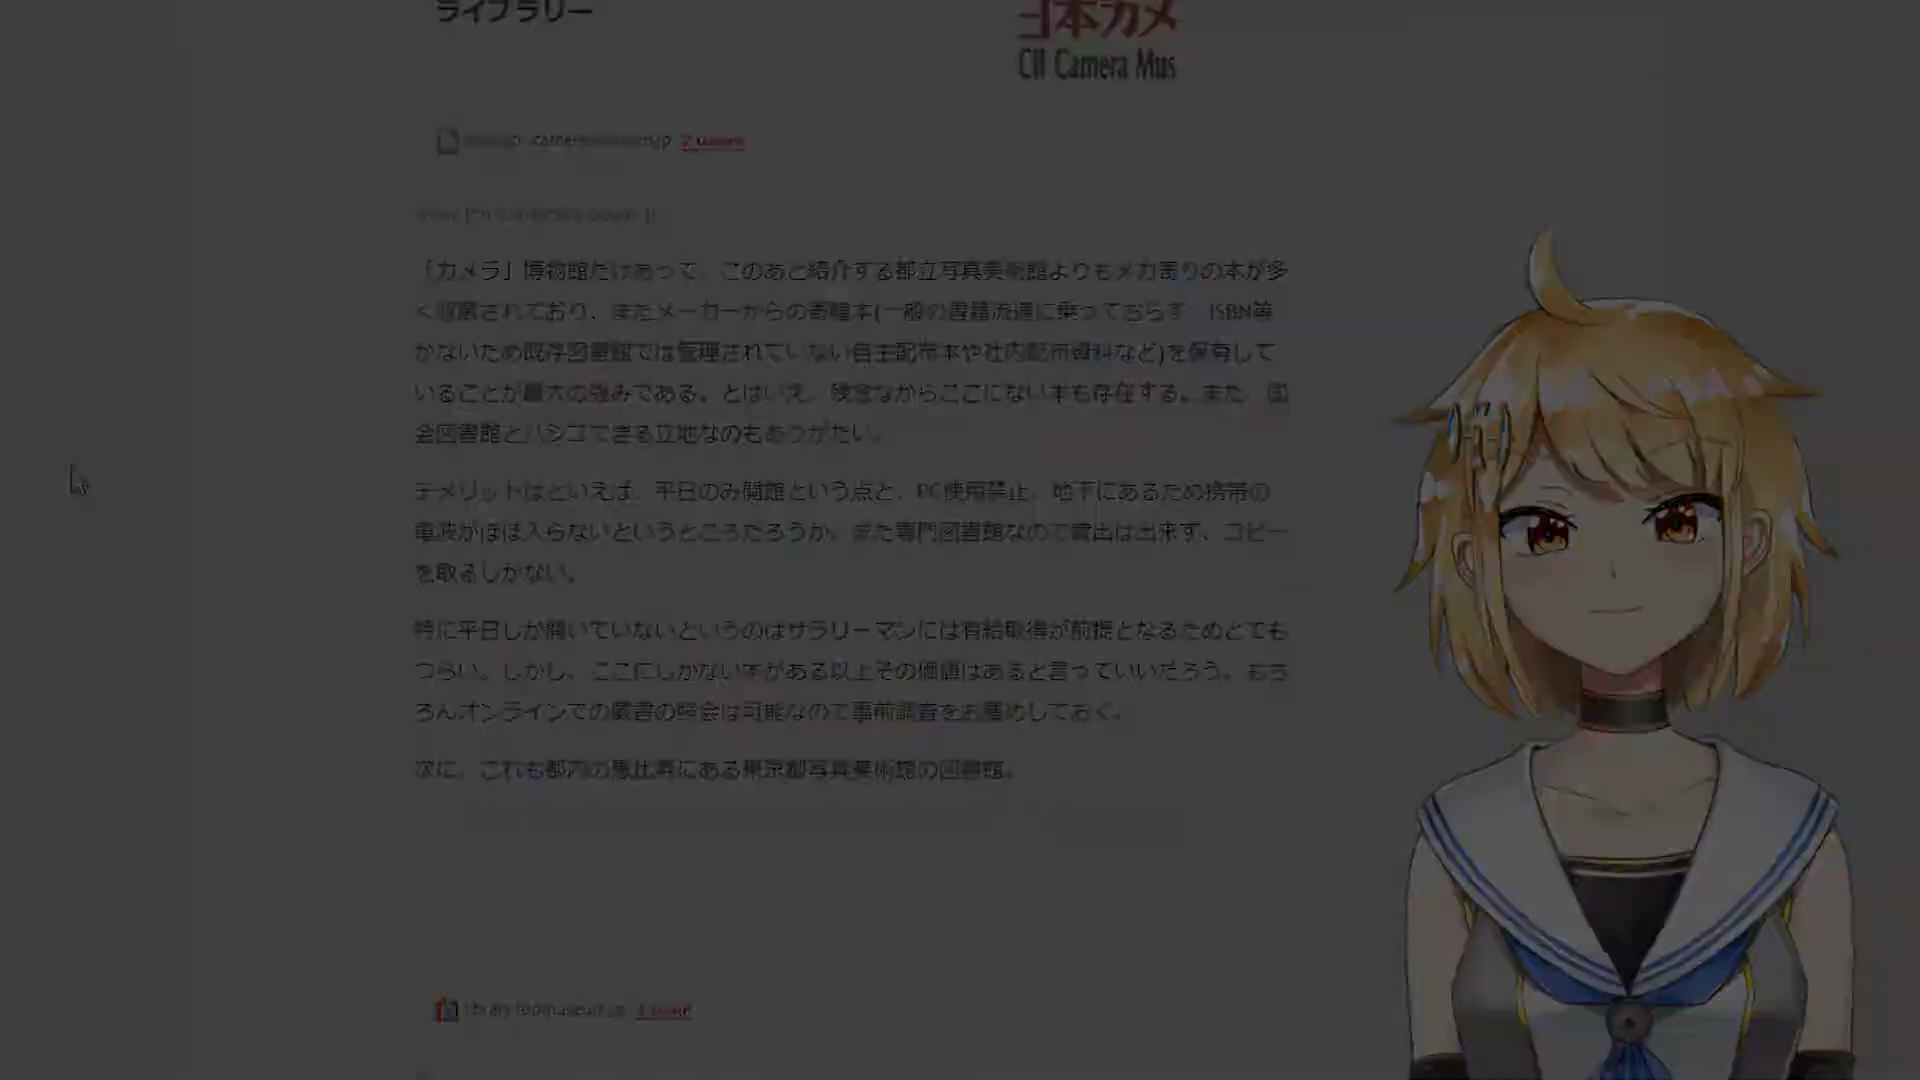 ライブラリー
日本カメ
CII Camera Mus
2 users
「カメラ」博物館だけあって、このあと紹介する都立写真美術館よりもメカ寄りの本が多
く収蔵されており、またメーカーからの寄贈本(一般の書籍流通に乗っておらず、ISBN等
がないため既存図書館では管理されていない自主配布本や社内配布資料など)を保有して
いることが最大の強みである。とはいえ、残念ながらここにない本も存在する。また、国
会図書館とハシゴできる立地なのもありがたい。
デメリットはといえば、平日のみ開館という点と、PC使用禁止、地下にあるため携帯の
電波がほぼ入らないというところだろうか。また専門図書館なので貸出は出来ず、コピー
を取るしかない。
特に平日しか開いていないというのはサラリーマンには有給取得が前提となるためとても
つらい。しかし、ここにしかない本がある以上その価値はあると言っていいだろう。もち
ろんオンラインでの蔵書の照会は可能なので事前調査をお薦めしておく。
次に、これも都内の恵比寿にある東京都写真美術館の図書館。
library.topmuseum.jp 1 user